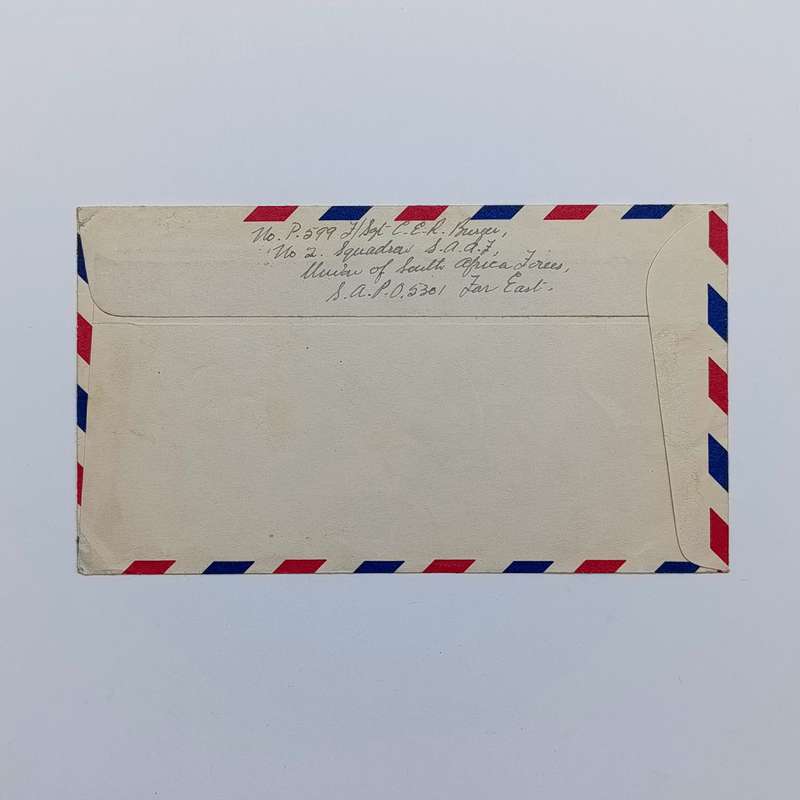 No. P.599 F/Sgt C.E.R. Burger,
No 2. Squadron S.A.A.F,
Union of South Africa Forces,
S.A.P.O. 5301 Far East.